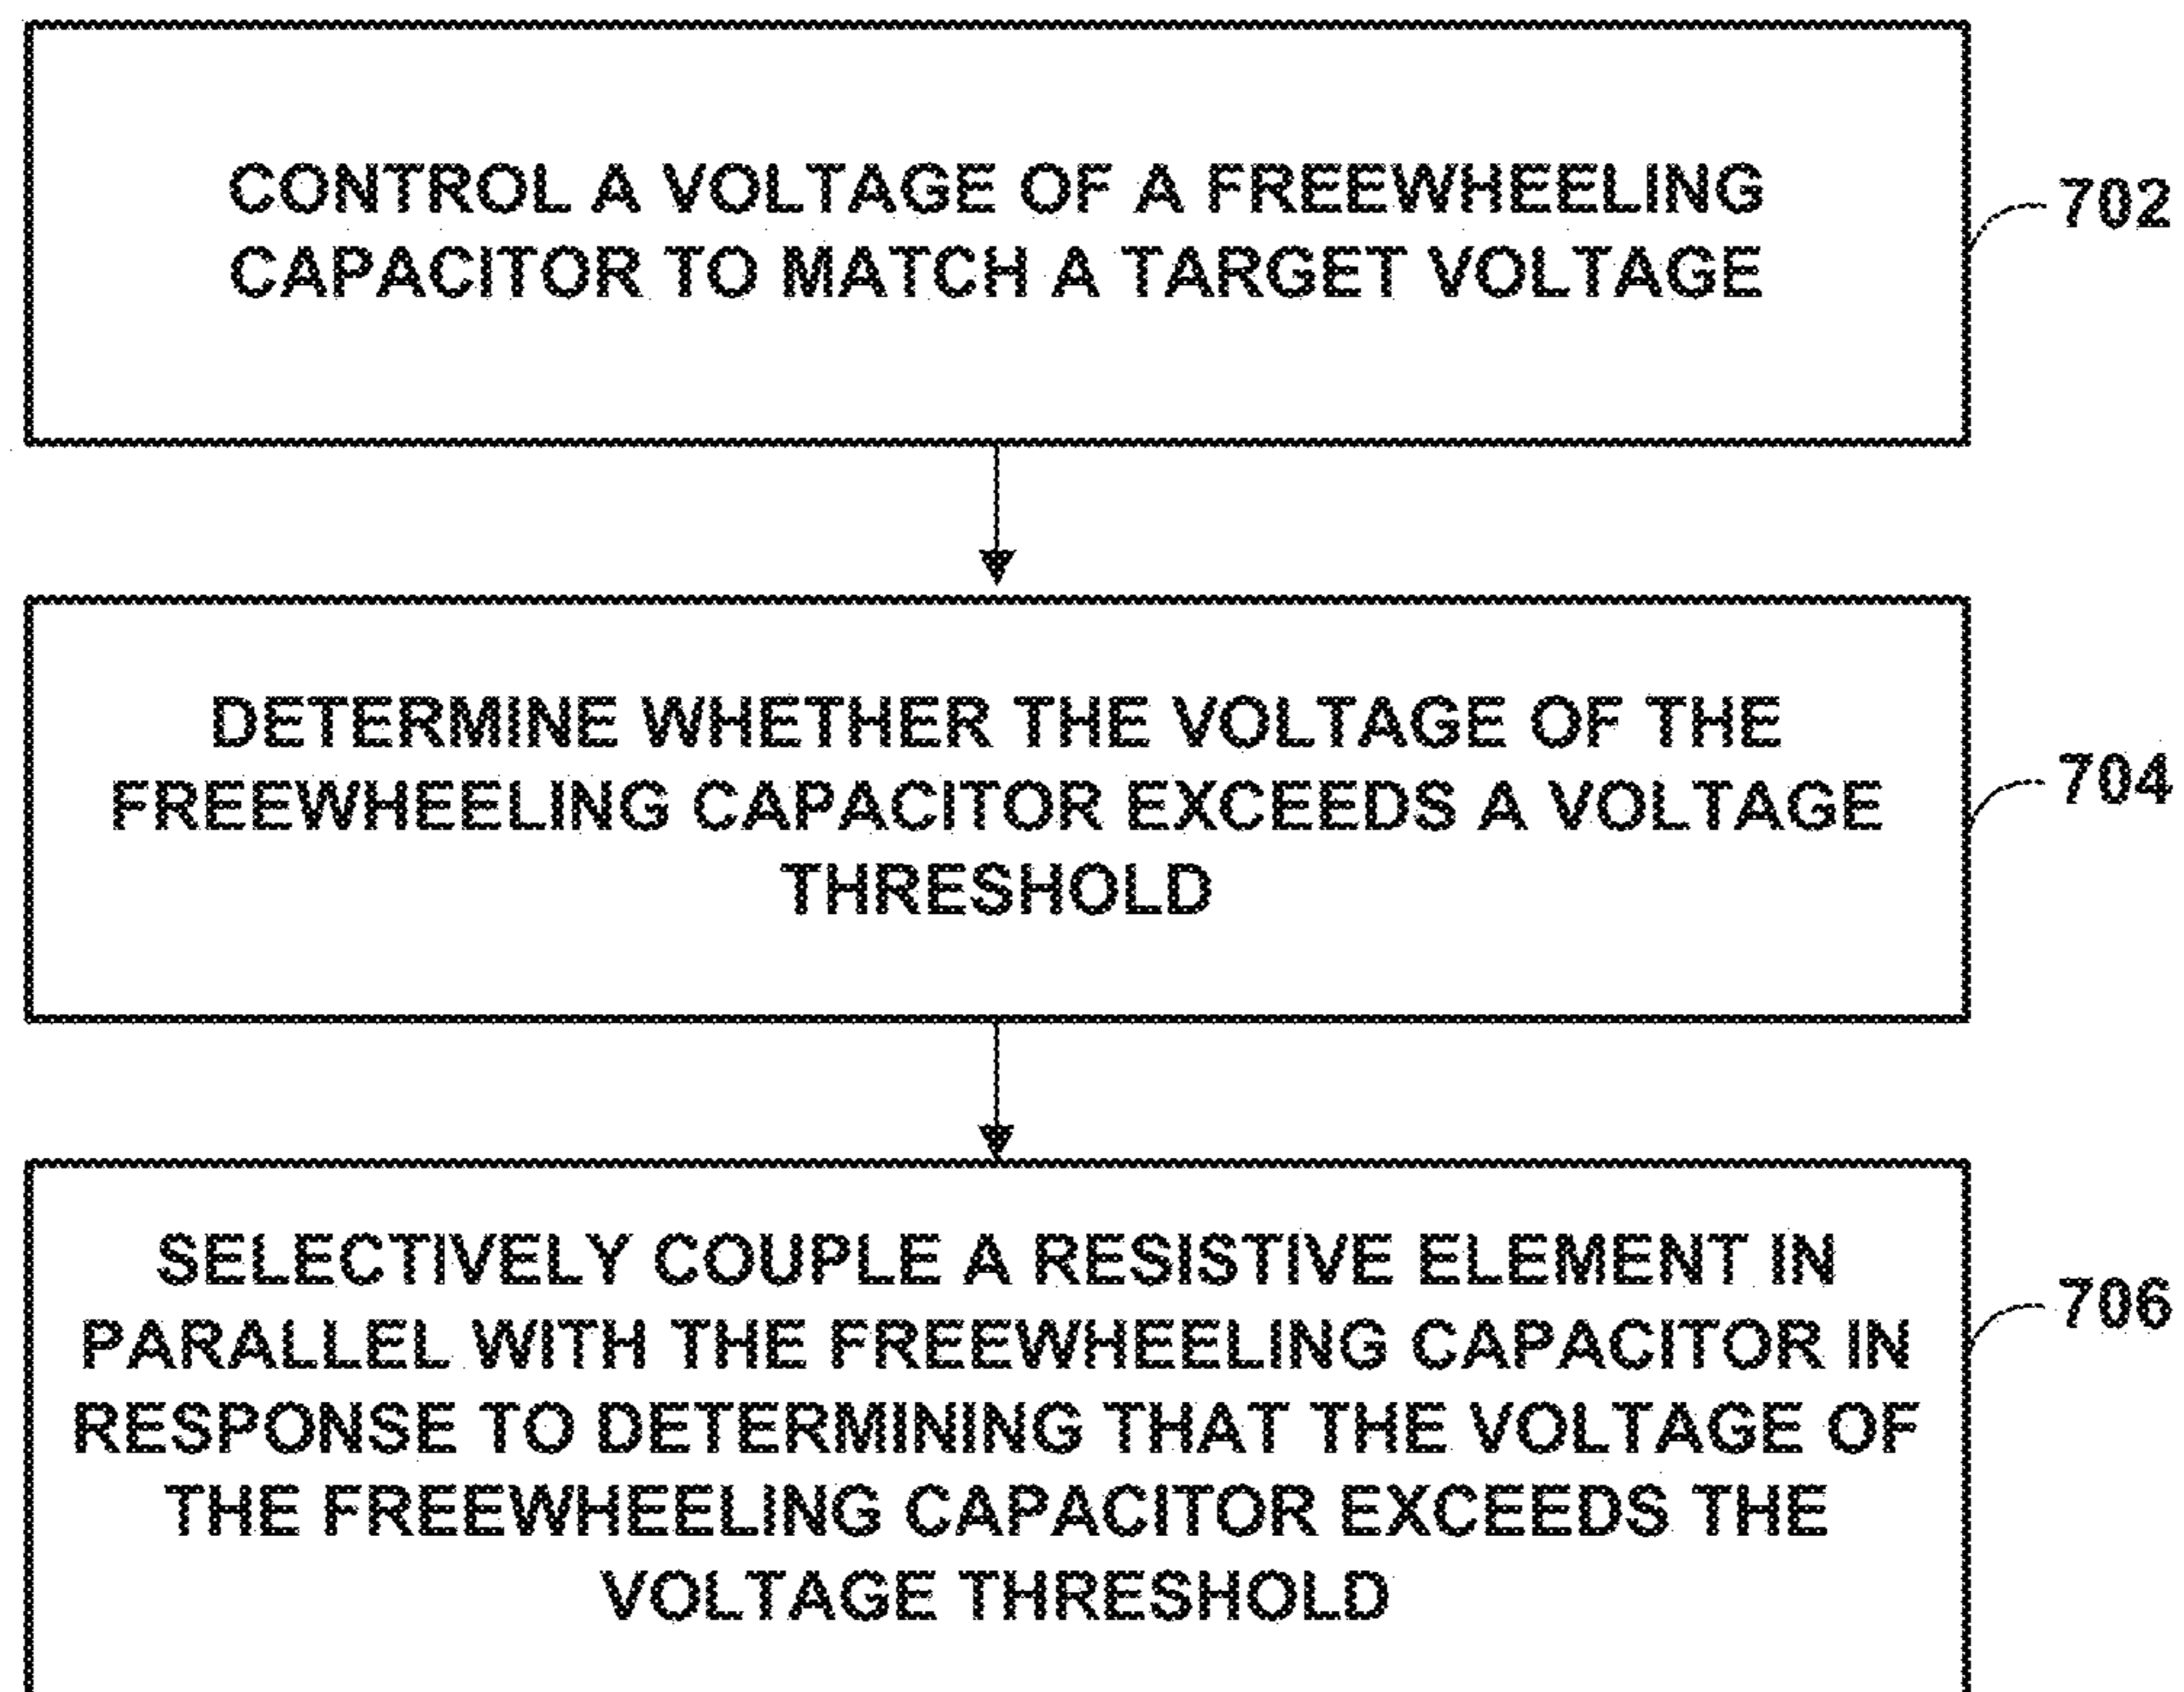 CONTROL A VOLTAGE OF A FREEWHEELING
CAPACITOR TO MATCH A TARGET VOLTAGE
702
DETERMINE WHETHER THE VOLTAGE OF THE
FREEWHEELING CAPACITOR EXCEEDS A VOLTAGE
THRESHOLD
704
SELECTIVELY COUPLE A RESISTIVE ELEMENT IN
PARALLEL WITH THE FREEWHEELING CAPACITOR IN
RESPONSE TO DETERMINING THAT THE VOLTAGE OF
THE FREEWHEELING CAPACITOR EXCEEDS THE
VOLTAGE THRESHOLD
706